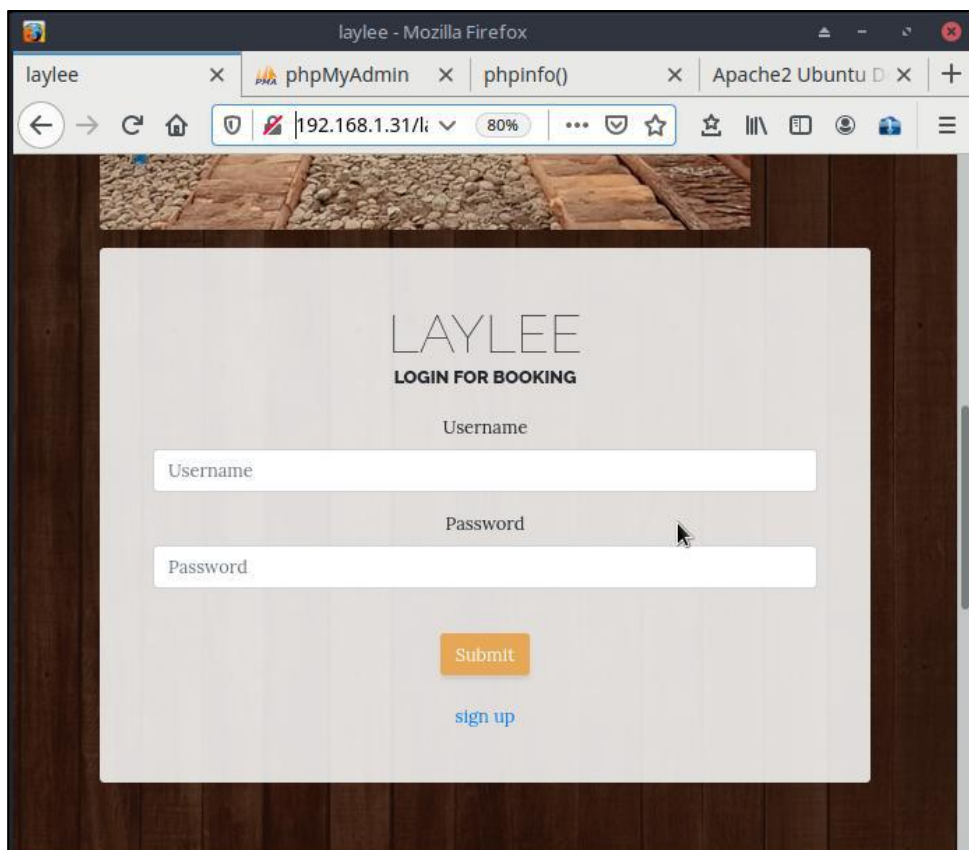 laylee - Mozilla Firefox
laylee phpMyAdmin phpinfo() Apache2 Ubuntu D
192.168.1.31/la 80%
LAYLEE
LOGIN FOR BOOKING
Username
Username
Password
Password
Submit
sign up